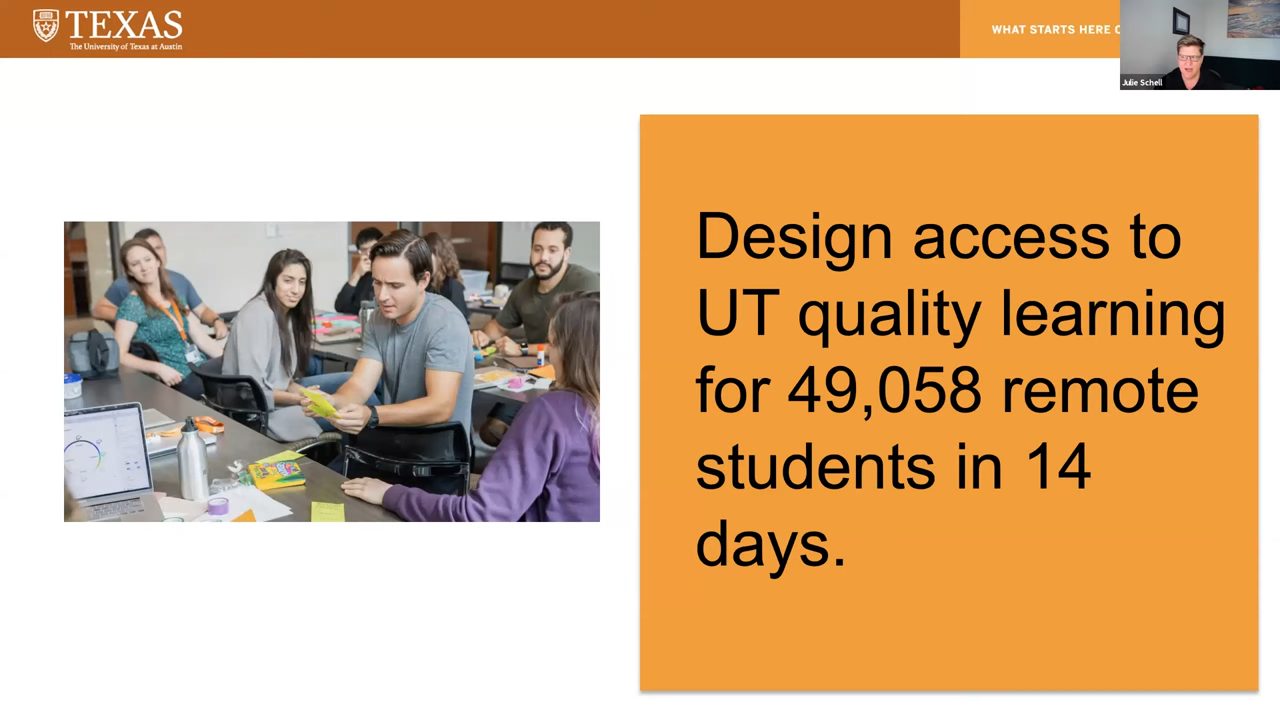 TEXAS
The University of Texas at Austin
WHAT STARTS HERE
Julie Schell
Design access to
UT quality learning
for 49,058 remote
students in 14
days.